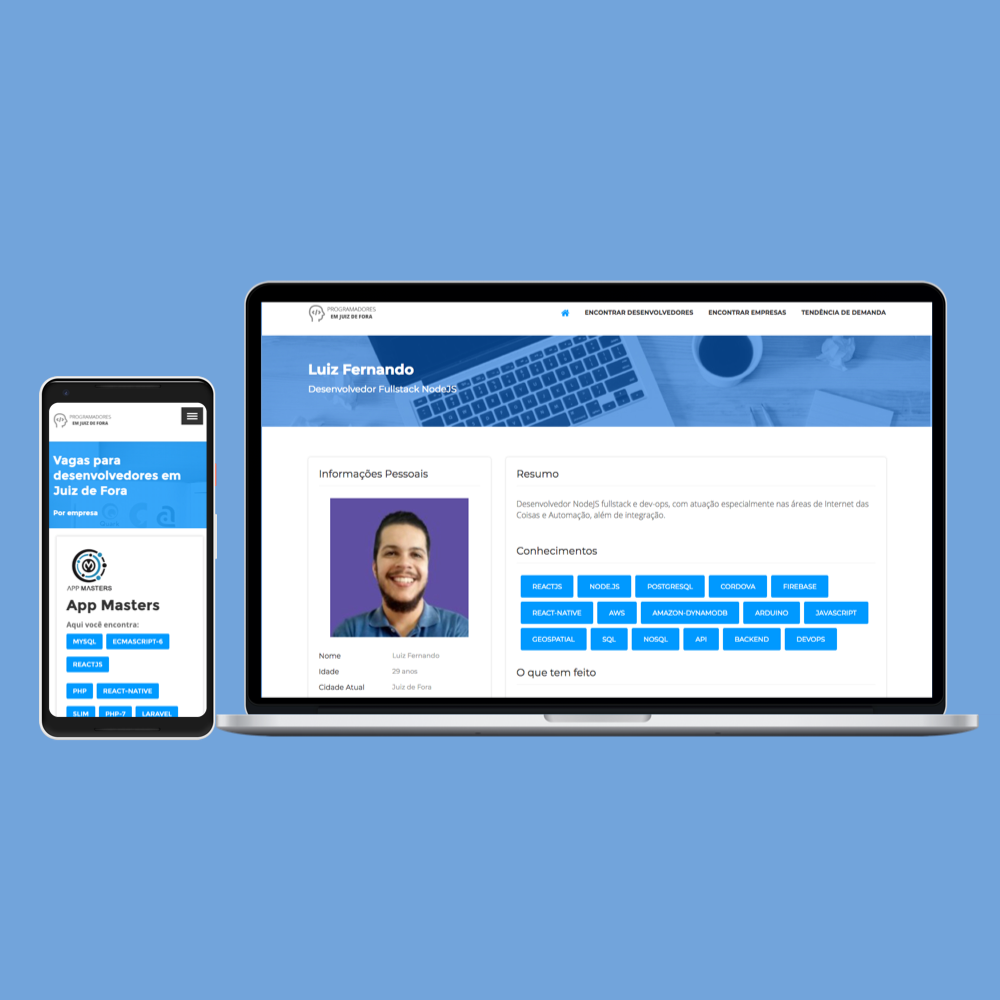 PROGRAMADORES
EM JUIZ DE FORA
ENCONTRAR DESENVOLVEDORES
ENCONTRAR EMPRESAS
TENDÊNCIA DE DEMANDA
Luiz Fernando
Desenvolvedor Fullstack NodeJS
Informações Pessoais
Nome Luiz Fernando
Idade 29 anos
Cidade Atual Juiz de Fora
Resumo
Desenvolvedor NodeJS fullstack e dev-ops, com atuação especialmente nas áreas de Internet das
Coisas e Automação, além de integração.
Conhecimentos
REACTJS NODE.JS POSTGRESQL CORDOVA FIREBASE
REACT-NATIVE AWS AMAZON-DYNAMODB ARDUINO JAVASCRIPT
GEOSPATIAL SQL NOSQL API BACKEND DEVOPS
O que tem feito
PROGRAMADORES
EM JUIZ DE FORA
Vagas para
desenvolvedores em
Juiz de Fora
Por empresa
APP MASTERS
App Masters
Aqui você encontra:
MYSQL ECMASCRIPT-6
REACTJS
PHP REACT-NATIVE
SLIM PHP-7 LARAVEL